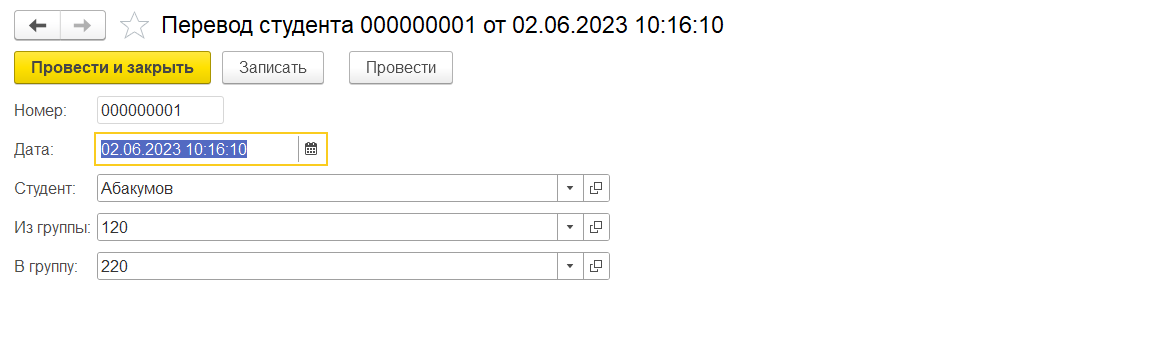 Перевод студента 000000001 от 02.06.2023 10:16:10
Провести и закрыть Записать Провести
Номер: 000000001
Дата: 02.06.2023 10:16:10
Студент: Абакумов
Из группы: 120
В группу: 220